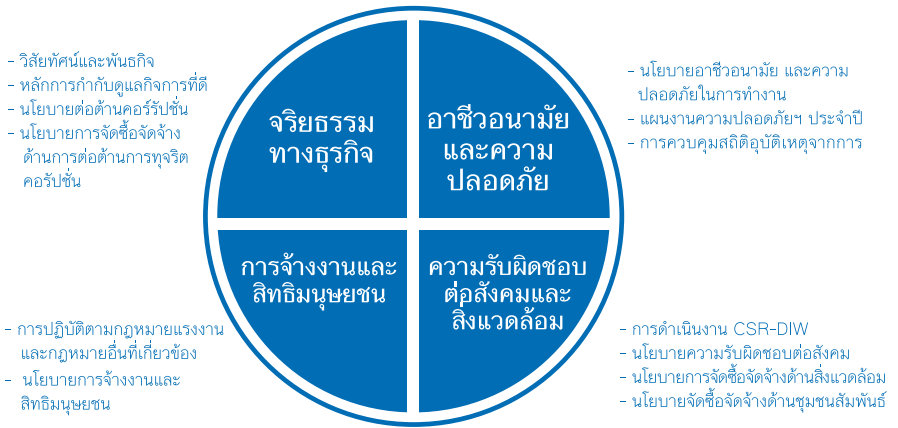 - วิสัยทัศน์และพันธกิจ
- หลักการกำกับดูแลกิจการที่ดี
- นโยบายต่อต้านคอร์รัปชั่น
- นโยบายการจัดซื้อจัดจ้าง
ด้านการต่อต้านการทุจริต
คอรัปชั่น
จริยธรรม
ทางธุรกิจ
อาชีวอนามัย
และความ
ปลอดภัย
- นโยบายอาชีวอนามัย และความ
ปลอดภัยในการทำงาน
- แผนงานความปลอดภัยฯ ประจำปี
- การควบคุมสถิติอุบัติเหตุจากการ
การจ้างงานและ
สิทธิมนุษยชน
- การปฏิบัติตามกฎหมายแรงงาน
และกฎหมายอื่นที่เกี่ยวข้อง
- นโยบายการจ้างงานและ
สิทธิมนุษยชน
ความรับผิดชอบ
ต่อสังคมและ
สิ่งแวดล้อม
- การดำเนินงาน CSR-DIW
- นโยบายความรับผิดชอบต่อสังคม
- นโยบายการจัดซื้อจัดจ้างด้านสิ่งแวดล้อม
- นโยบายจัดซื้อจัดจ้างด้านชุมชนสัมพันธ์